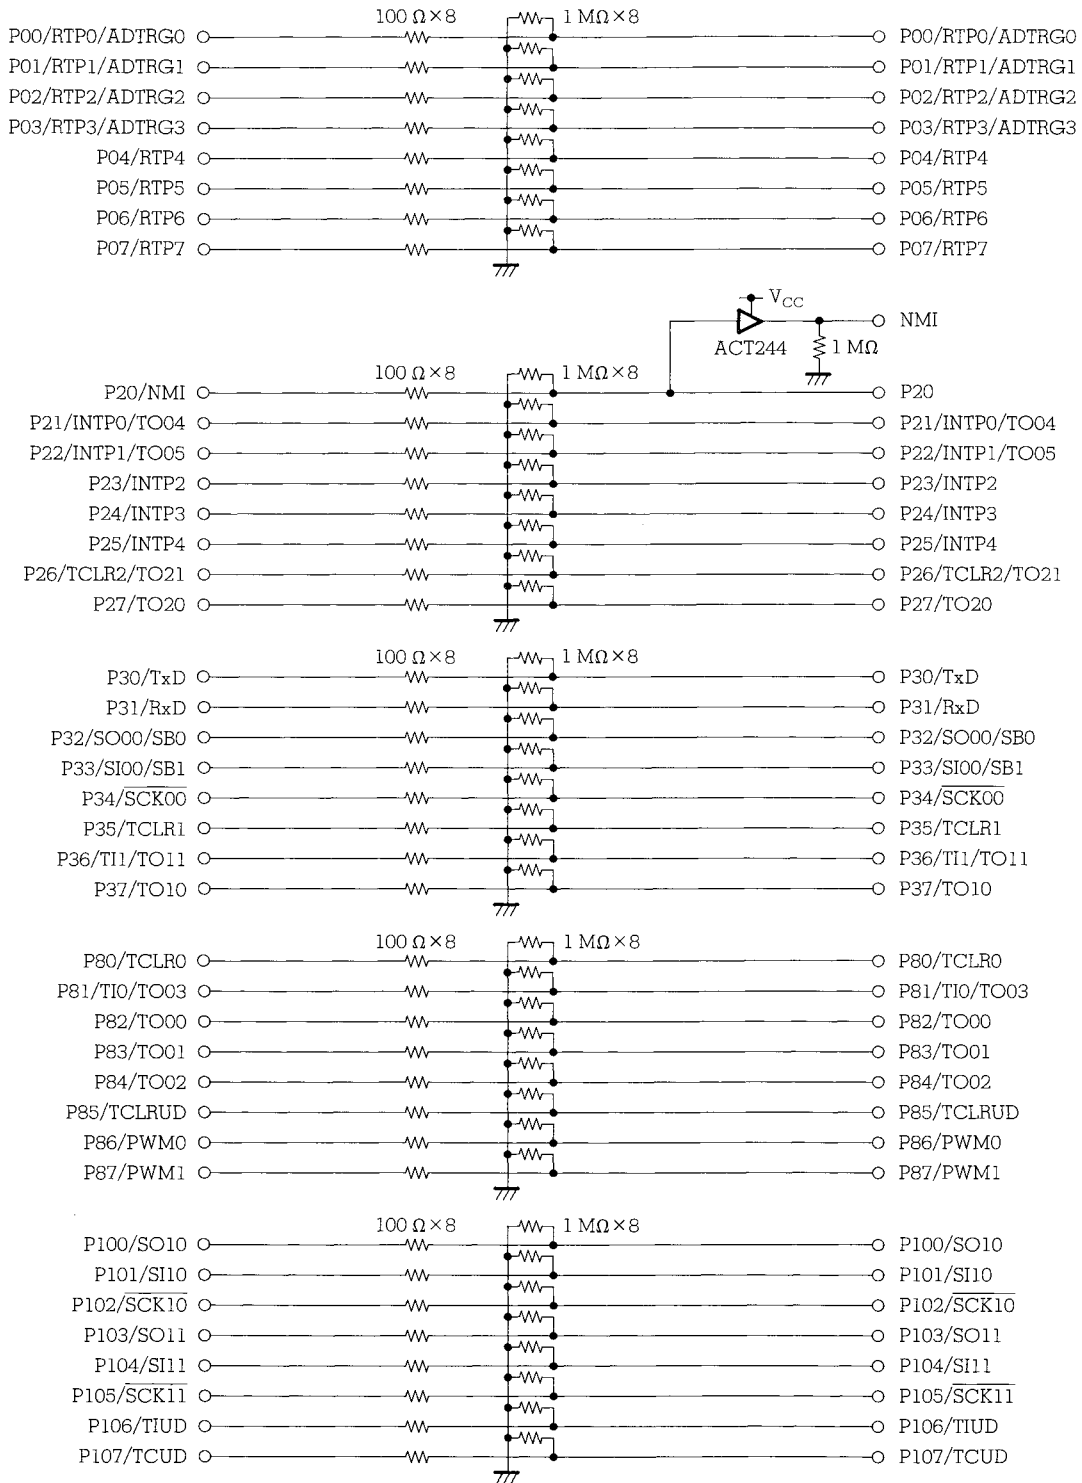 100 Ω×8 1 MΩ×8
P00/RTP0/ADTRG0 P00/RTP0/ADTRG0
P01/RTP1/ADTRG1 P01/RTP1/ADTRG1
P02/RTP2/ADTRG2 P02/RTP2/ADTRG2
P03/RTP3/ADTRG3 P03/RTP3/ADTRG3
P04/RTP4 P04/RTP4
P05/RTP5 P05/RTP5
P06/RTP6 P06/RTP6
P07/RTP7 P07/RTP7
VCC
NMI
ACT244 1 MΩ
100 Ω×8 1 MΩ×8
P20/NMI P20
P21/INTP0/TO04 P21/INTP0/TO04
P22/INTP1/TO05 P22/INTP1/TO05
P23/INTP2 P23/INTP2
P24/INTP3 P24/INTP3
P25/INTP4 P25/INTP4
P26/TCLR2/TO21 P26/TCLR2/TO21
P27/TO20 P27/TO20
100 Ω×8 1 MΩ×8
P30/TxD P30/TxD
P31/RxD P31/RxD
P32/SO00/SB0 P32/SO00/SB0
P33/SI00/SB1 P33/SI00/SB1
P34/SCK00 P34/SCK00
P35/TCLR1 P35/TCLR1
P36/TI1/TO11 P36/TI1/TO11
P37/TO10 P37/TO10
100 Ω×8 1 MΩ×8
P80/TCLR0 P80/TCLR0
P81/TI0/TO03 P81/TI0/TO03
P82/TO00 P82/TO00
P83/TO01 P83/TO01
P84/TO02 P84/TO02
P85/TCLRUD P85/TCLRUD
P86/PWM0 P86/PWM0
P87/PWM1 P87/PWM1
100 Ω×8 1 MΩ×8
P100/SO10 P100/SO10
P101/SI10 P101/SI10
P102/SCK10 P102/SCK10
P103/SO11 P103/SO11
P104/SI11 P104/SI11
P105/SCK11 P105/SCK11
P106/TIUD P106/TIUD
P107/TCUD P107/TCUD